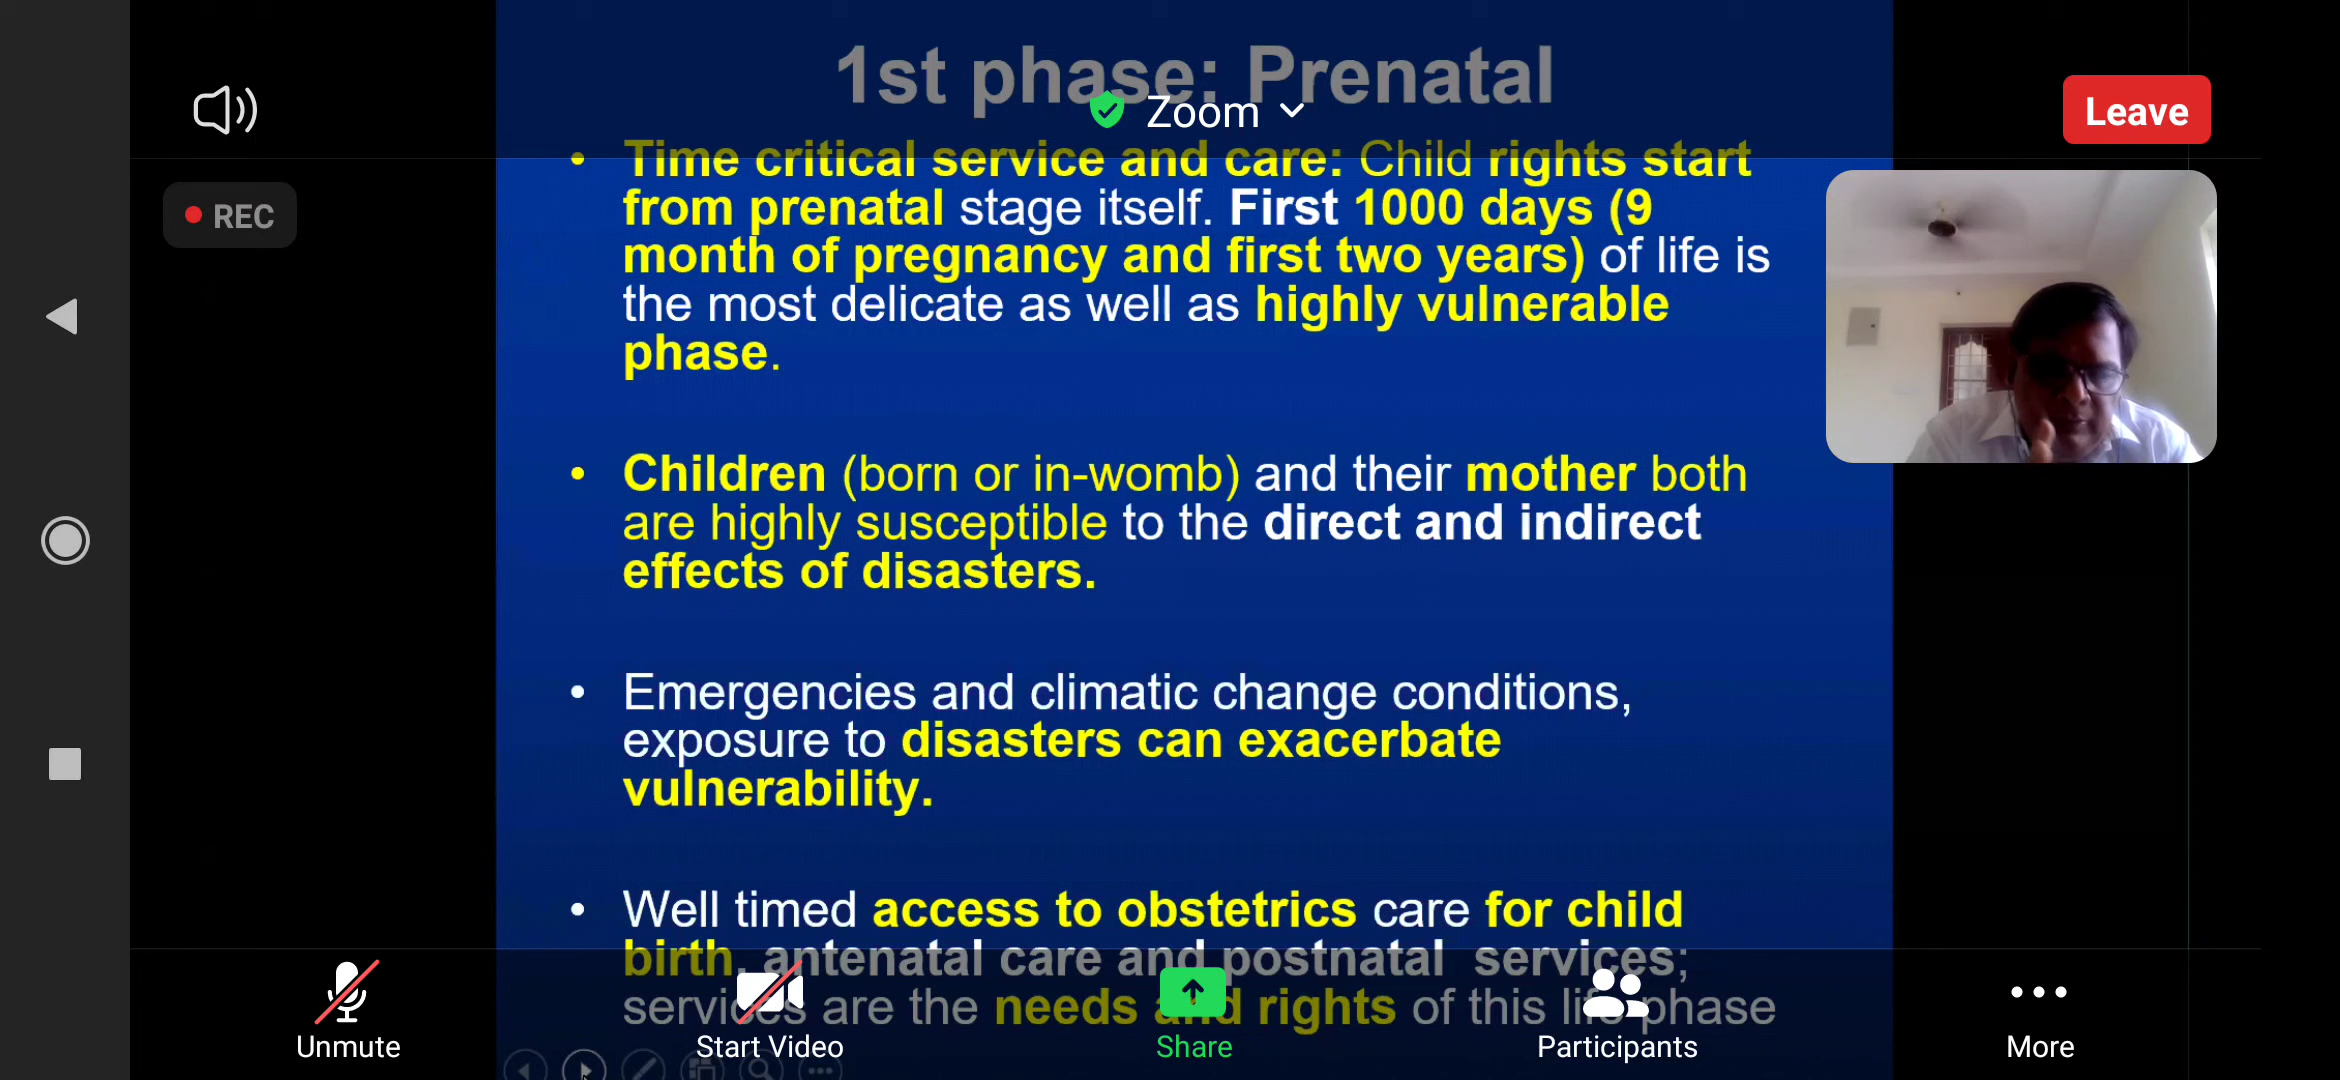 1st phase: Prenatal
Zoom
Leave
REC
• Time critical service and care: Child rights start
from prenatal stage itself. First 1000 days (9
month of pregnancy and first two years) of life is
the most delicate as well as highly vulnerable
phase.
• Children (born or in-womb) and their mother both
are highly susceptible to the direct and indirect
effects of disasters.
• Emergencies and climatic change conditions,
exposure to disasters can exacerbate
vulnerability.
• Well timed access to obstetrics care for child
birth, antenatal care and postnatal services;
services are the needs and rights of this life phase
Unmute
Start Video
Share
Participants
More